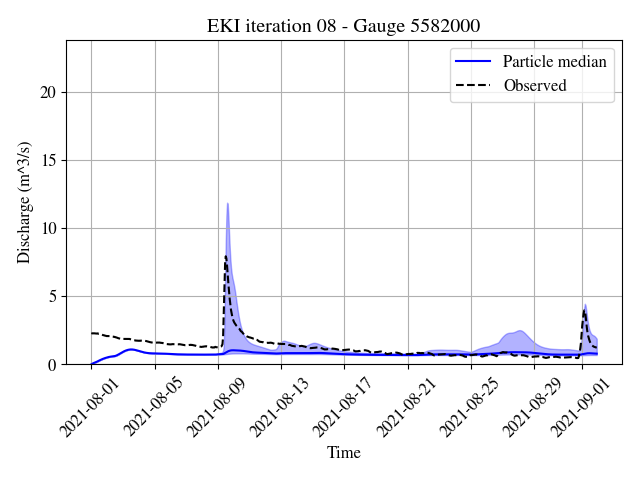 EKI iteration 08 - Gauge 5582000
Particle median
Observed
Discharge (m^3/s)
20
15
10
5
0
2021-08-01
2021-08-05
2021-08-09
2021-08-13
2021-08-17
2021-08-21
2021-08-25
2021-08-29
2021-09-01
Time